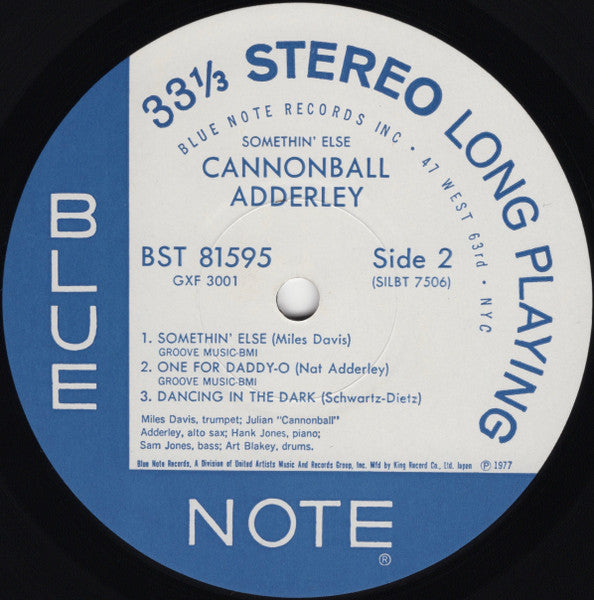 33⅓ STEREO LONG PLAYING
BLUE NOTE RECORDS INC • 47 WEST 63rd • NYC
SOMETHIN' ELSE
CANNONBALL
ADDERLEY
BST 81595
GXF 3001
Side 2
(SILBT 7506)
1. SOMETHIN' ELSE (Miles Davis)
GROOVE MUSIC-BMI
2. ONE FOR DADDY-O (Nat Adderley)
GROOVE MUSIC-BMI
3. DANCING IN THE DARK (Schwartz-Dietz)
Miles Davis, trumpet; Julian "Cannonball"
Adderley, alto sax; Hank Jones, piano;
Sam Jones, bass; Art Blakey, drums.
Blue Note Records, A Division of United Artists Music And Records Group, Inc. Mfd by King Record Co., Ltd. Japan ℗ 1977
BLUE
NOTE®